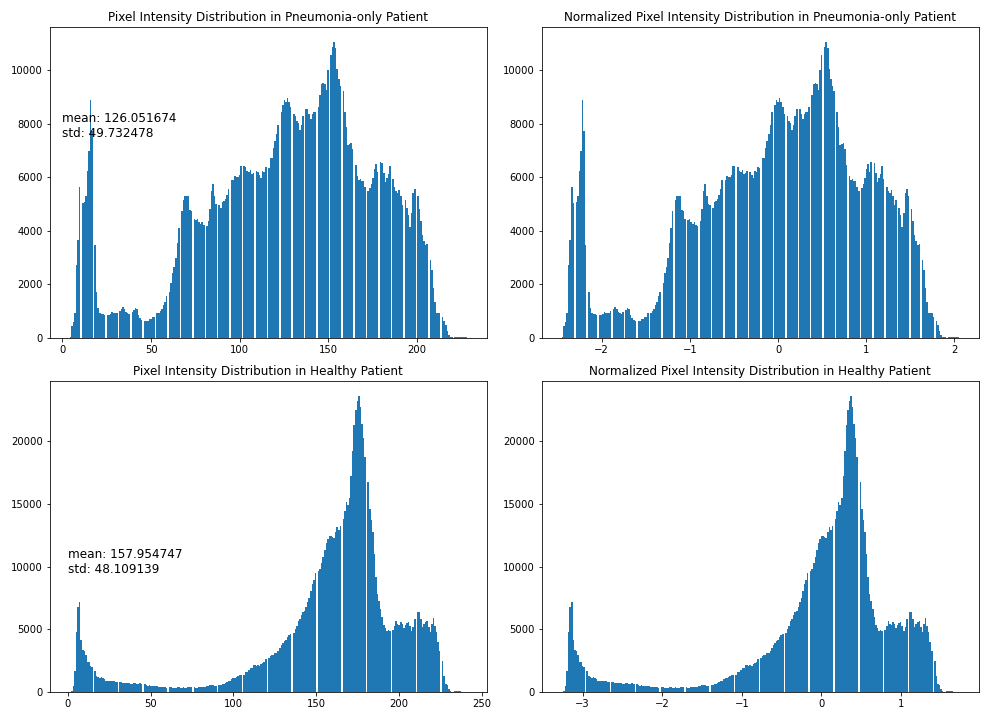 Pixel Intensity Distribution in Pneumonia-only Patient
10000
8000
6000
4000
2000
0
mean: 126.051674
std: 49.732478
0 50 100 150 200
Normalized Pixel Intensity Distribution in Pneumonia-only Patient
10000
8000
6000
4000
2000
0
−2 −1 0 1 2
Pixel Intensity Distribution in Healthy Patient
20000
15000
10000
5000
0
mean: 157.954747
std: 48.109139
0 50 100 150 200 250
Normalized Pixel Intensity Distribution in Healthy Patient
20000
15000
10000
5000
0
−3 −2 −1 0 1